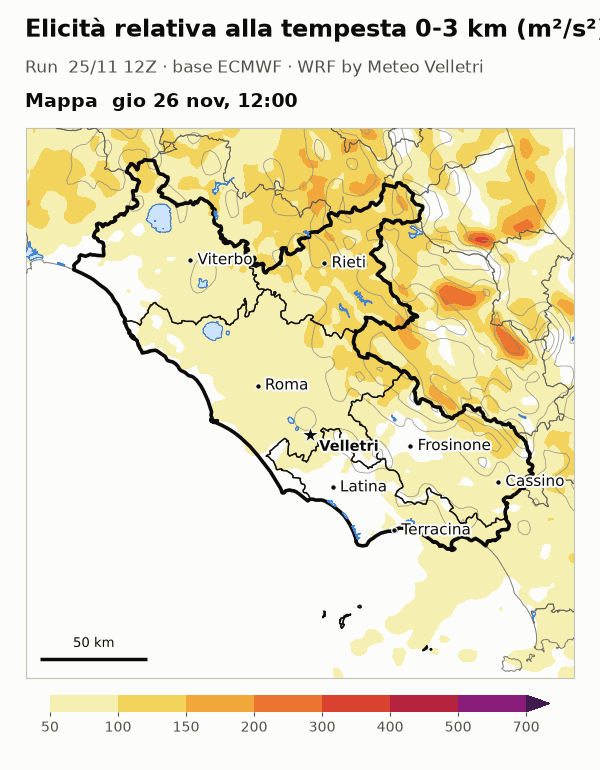 Elicità relativa alla tempesta 0-3 km (m²/s²)
Run 25/11 12Z · base ECMWF · WRF by Meteo Velletri
Mappa gio 26 nov, 12:00
Viterbo
Rieti
Roma
Velletri
Frosinone
Cassino
Latina
Terracina
50 km
50 100 150 200 300 400 500 700